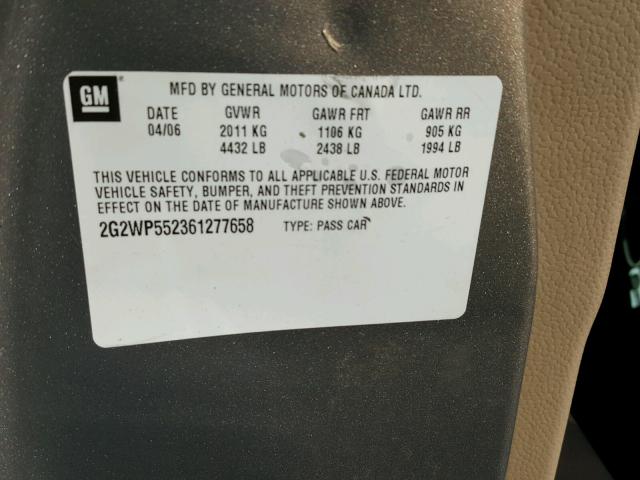 GM
MFD BY GENERAL MOTORS OF CANADA LTD.
DATE GVWR GAWR FRT GAWR RR
04/06 2011 KG 1106 KG 905 KG
4432 LB 2438 LB 1994 LB
THIS VEHICLE CONFORMS TO ALL APPLICABLE U.S. FEDERAL MOTOR
VEHICLE SAFETY, BUMPER, AND THEFT PREVENTION STANDARDS IN
EFFECT ON THE DATE OF MANUFACTURE SHOWN ABOVE.
2G2WP552361277658 TYPE: PASS CAR